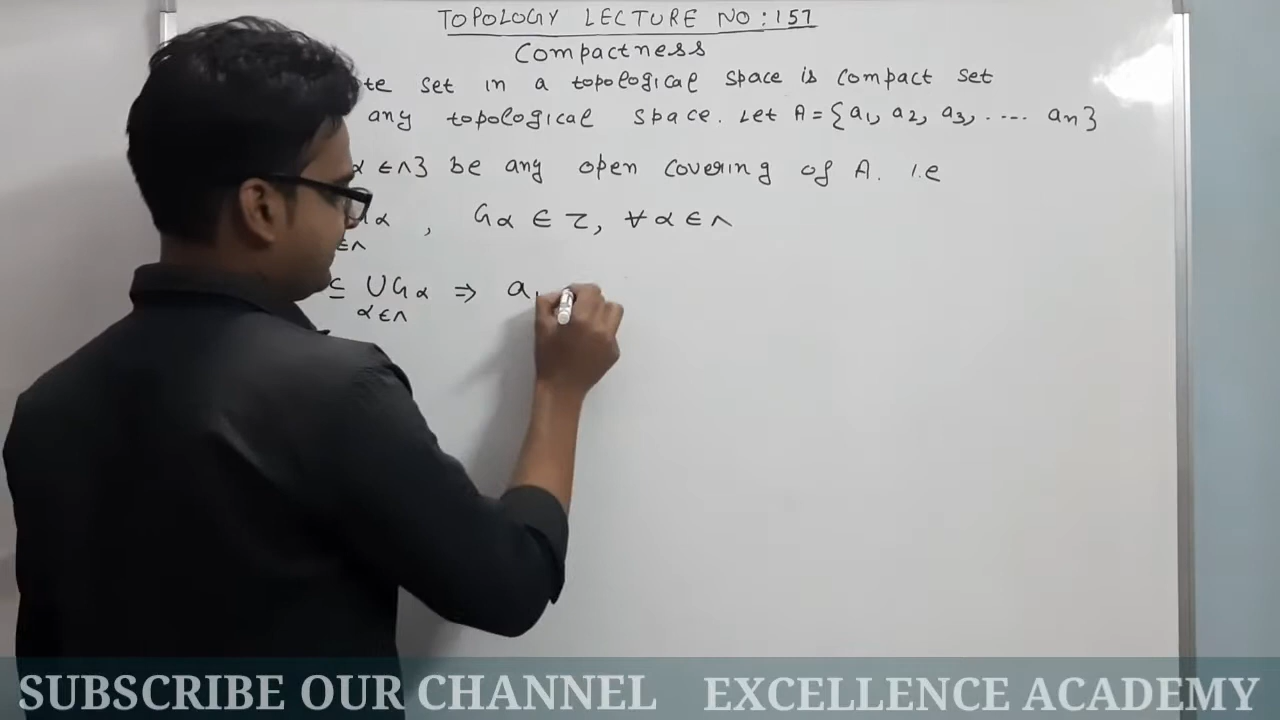 TOPOLOGY LECTURE NO:157
Compactness
set in a topological space is compact set
any topological space. Let A={a1, a2, a3, ..... an}
α∈Λ} be any open covering of A. i.e
α , Gα ∈ τ, ∀ α ∈ Λ
∈Λ
⊆ ∪Gα ⇒ a1
α∈Λ
SUBSCRIBE OUR CHANNEL EXCELLENCE ACADEMY